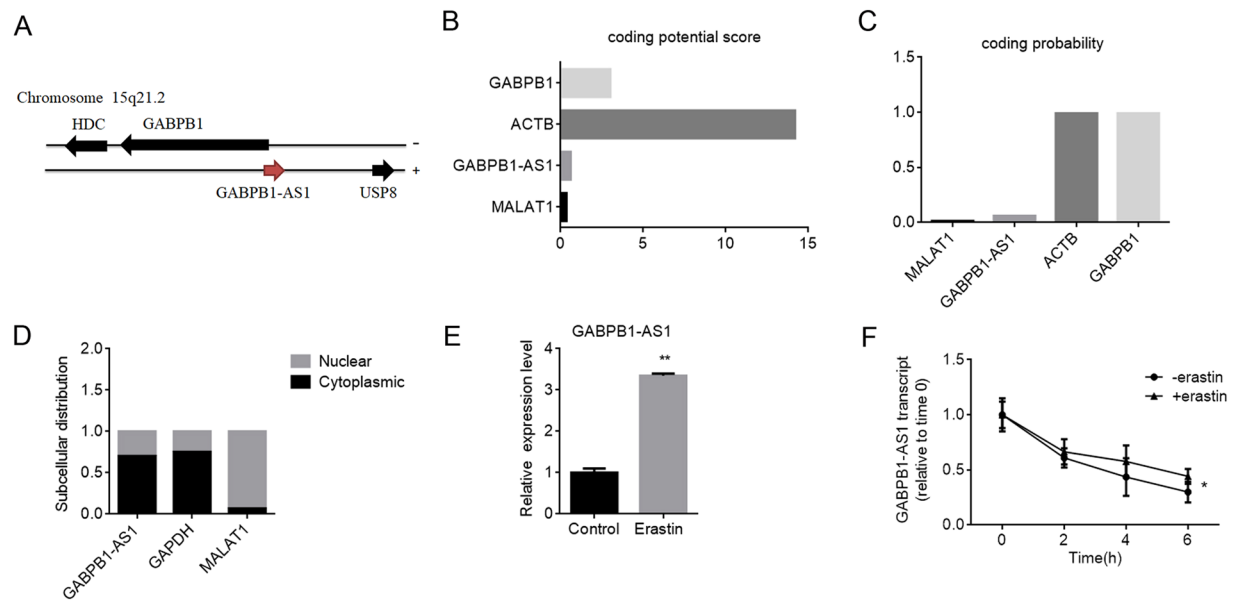 A
Chromosome 15q21.2
HDC
GABPB1
-
+
GABPB1-AS1
USP8
B
coding potential score
GABPB1
ACTB
GABPB1-AS1
MALAT1
0
5
10
15
C
coding probability
1.5
1.0
0.5
0.0
MALAT1
GABPB1-AS1
ACTB
GABPB1
D
Subcellular distribution
2.0
1.5
1.0
0.5
0.0
Nuclear
Cytoplasmic
GABPB1-AS1
GAPDH
MALAT1
E
GABPB1-AS1
Relative expression level
4
3
2
1
0
**
Control
Erastin
F
GABPB1-AS1 transcript
(relative to time 0)
1.5
1.0
0.5
0.0
-erastin
+erastin
*
0
2
4
6
Time(h)